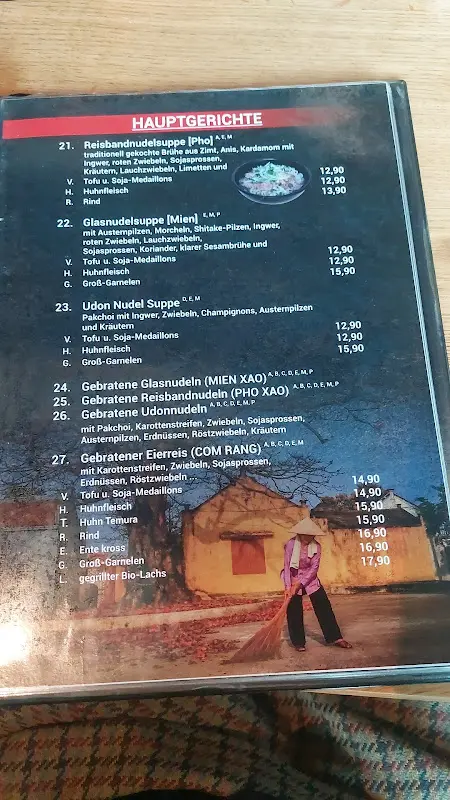 HAUPTGERICHTE
21. Reisbandnudelsuppe [Pho] A, E, M
traditionell gekochte Brühe aus Zimt, Anis, Kardamom mit
Ingwer, roten Zwiebeln, Sojasprossen,
Kräutern, Lauchzwiebeln, Limetten und
V. Tofu u. Soja-Medaillons 12,90
H. Huhnfleisch 12,90
R. Rind 13,90
22. Glasnudelsuppe [Mien] E, M, P
mit Austernpilzen, Morcheln, Shitake-Pilzen, Ingwer,
roten Zwiebeln, Lauchzwiebeln,
Sojasprossen, Koriander, klarer Sesambrühe und
V. Tofu u. Soja-Medaillons 12,90
H. Huhnfleisch 12,90
G. Groß-Garnelen 15,90
23. Udon Nudel Suppe D, E, M
Pakchoi mit Ingwer, Zwiebeln, Champignons, Austernpilzen
und Kräutern
V. Tofu u. Soja-Medaillons 12,90
H. Huhnfleisch 12,90
G. Groß-Garnelen 15,90
24. Gebratene Glasnudeln (MIEN XAO) A, B, C, D, E, M, P
25. Gebratene Reisbandnudeln (PHO XAO) A, B, C, D, E, M, P
26. Gebratene Udonnudeln A, B, C, D, E, M, P
mit Pakchoi, Karottenstreifen, Zwiebeln, Sojasprossen,
Austernpilzen, Erdnüssen, Röstzwiebeln, Kräutern
27. Gebratener Eierreis (COM RANG) A, B, C, D, E, M
mit Karottenstreifen, Zwiebeln, Sojasprossen,
Erdnüssen, Röstzwiebeln ...
V. Tofu u. Soja-Medaillons 14,90
H. Huhnfleisch 14,90
T. Huhn Temura 15,90
R. Rind 15,90
E. Ente kross 16,90
G. Groß-Garnelen 16,90
L. gegrillter Bio-Lachs 17,90